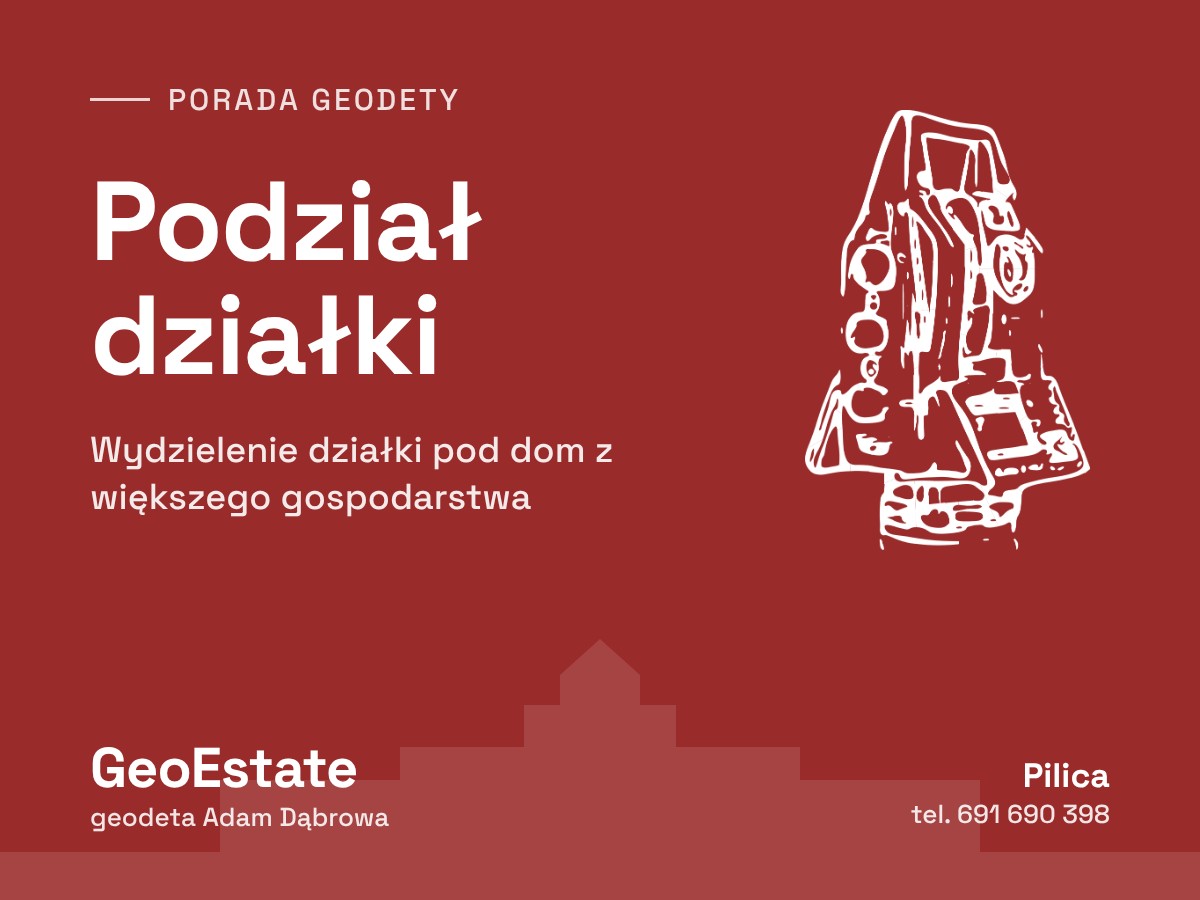 PORADA GEODETY
Podział
działki
Wydzielenie działki pod dom z
większego gospodarstwa
GeoEstate
geodeta Adam Dąbrowa
Pilica
tel. 691 690 398